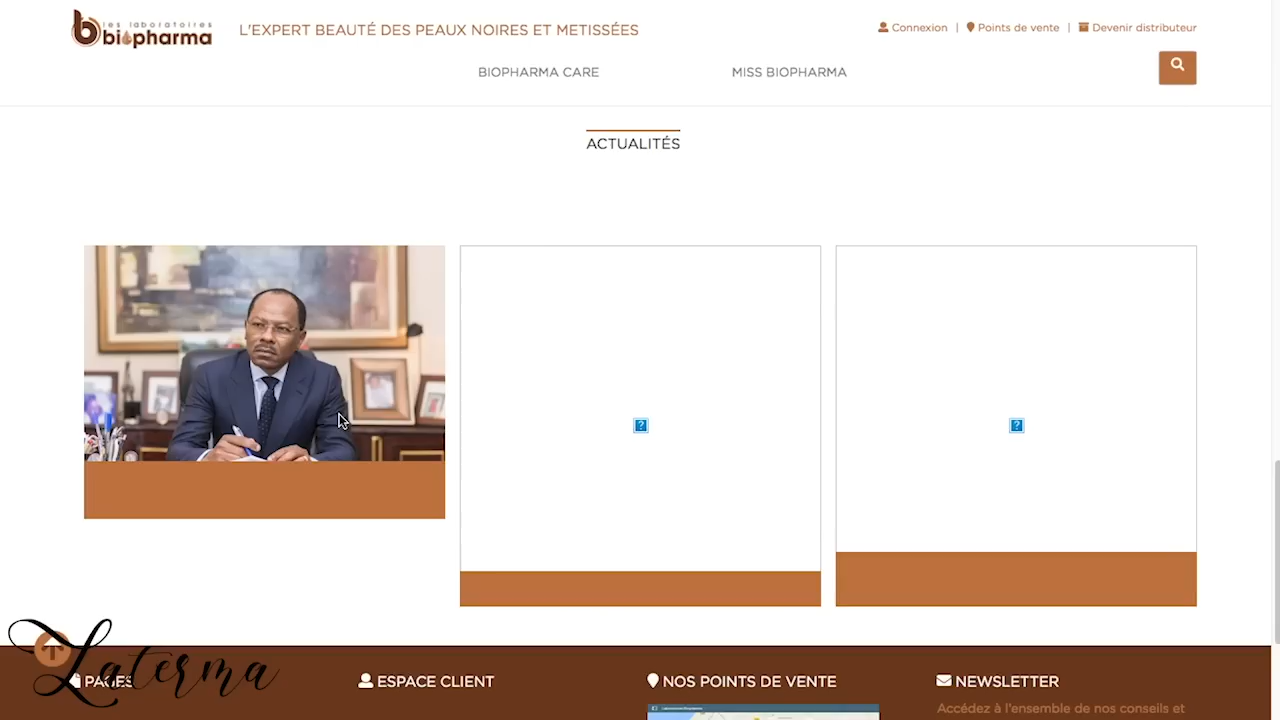 les laboratoires
biopharma
L'EXPERT BEAUTÉ DES PEAUX NOIRES ET METISSÉES
Connexion | Points de vente | Devenir distributeur
BIOPHARMA CARE
MISS BIOPHARMA
ACTUALITÉS
PAGES
ESPACE CLIENT
NOS POINTS DE VENTE
NEWSLETTER
Accédez à l'ensemble de nos conseils et
Laterma